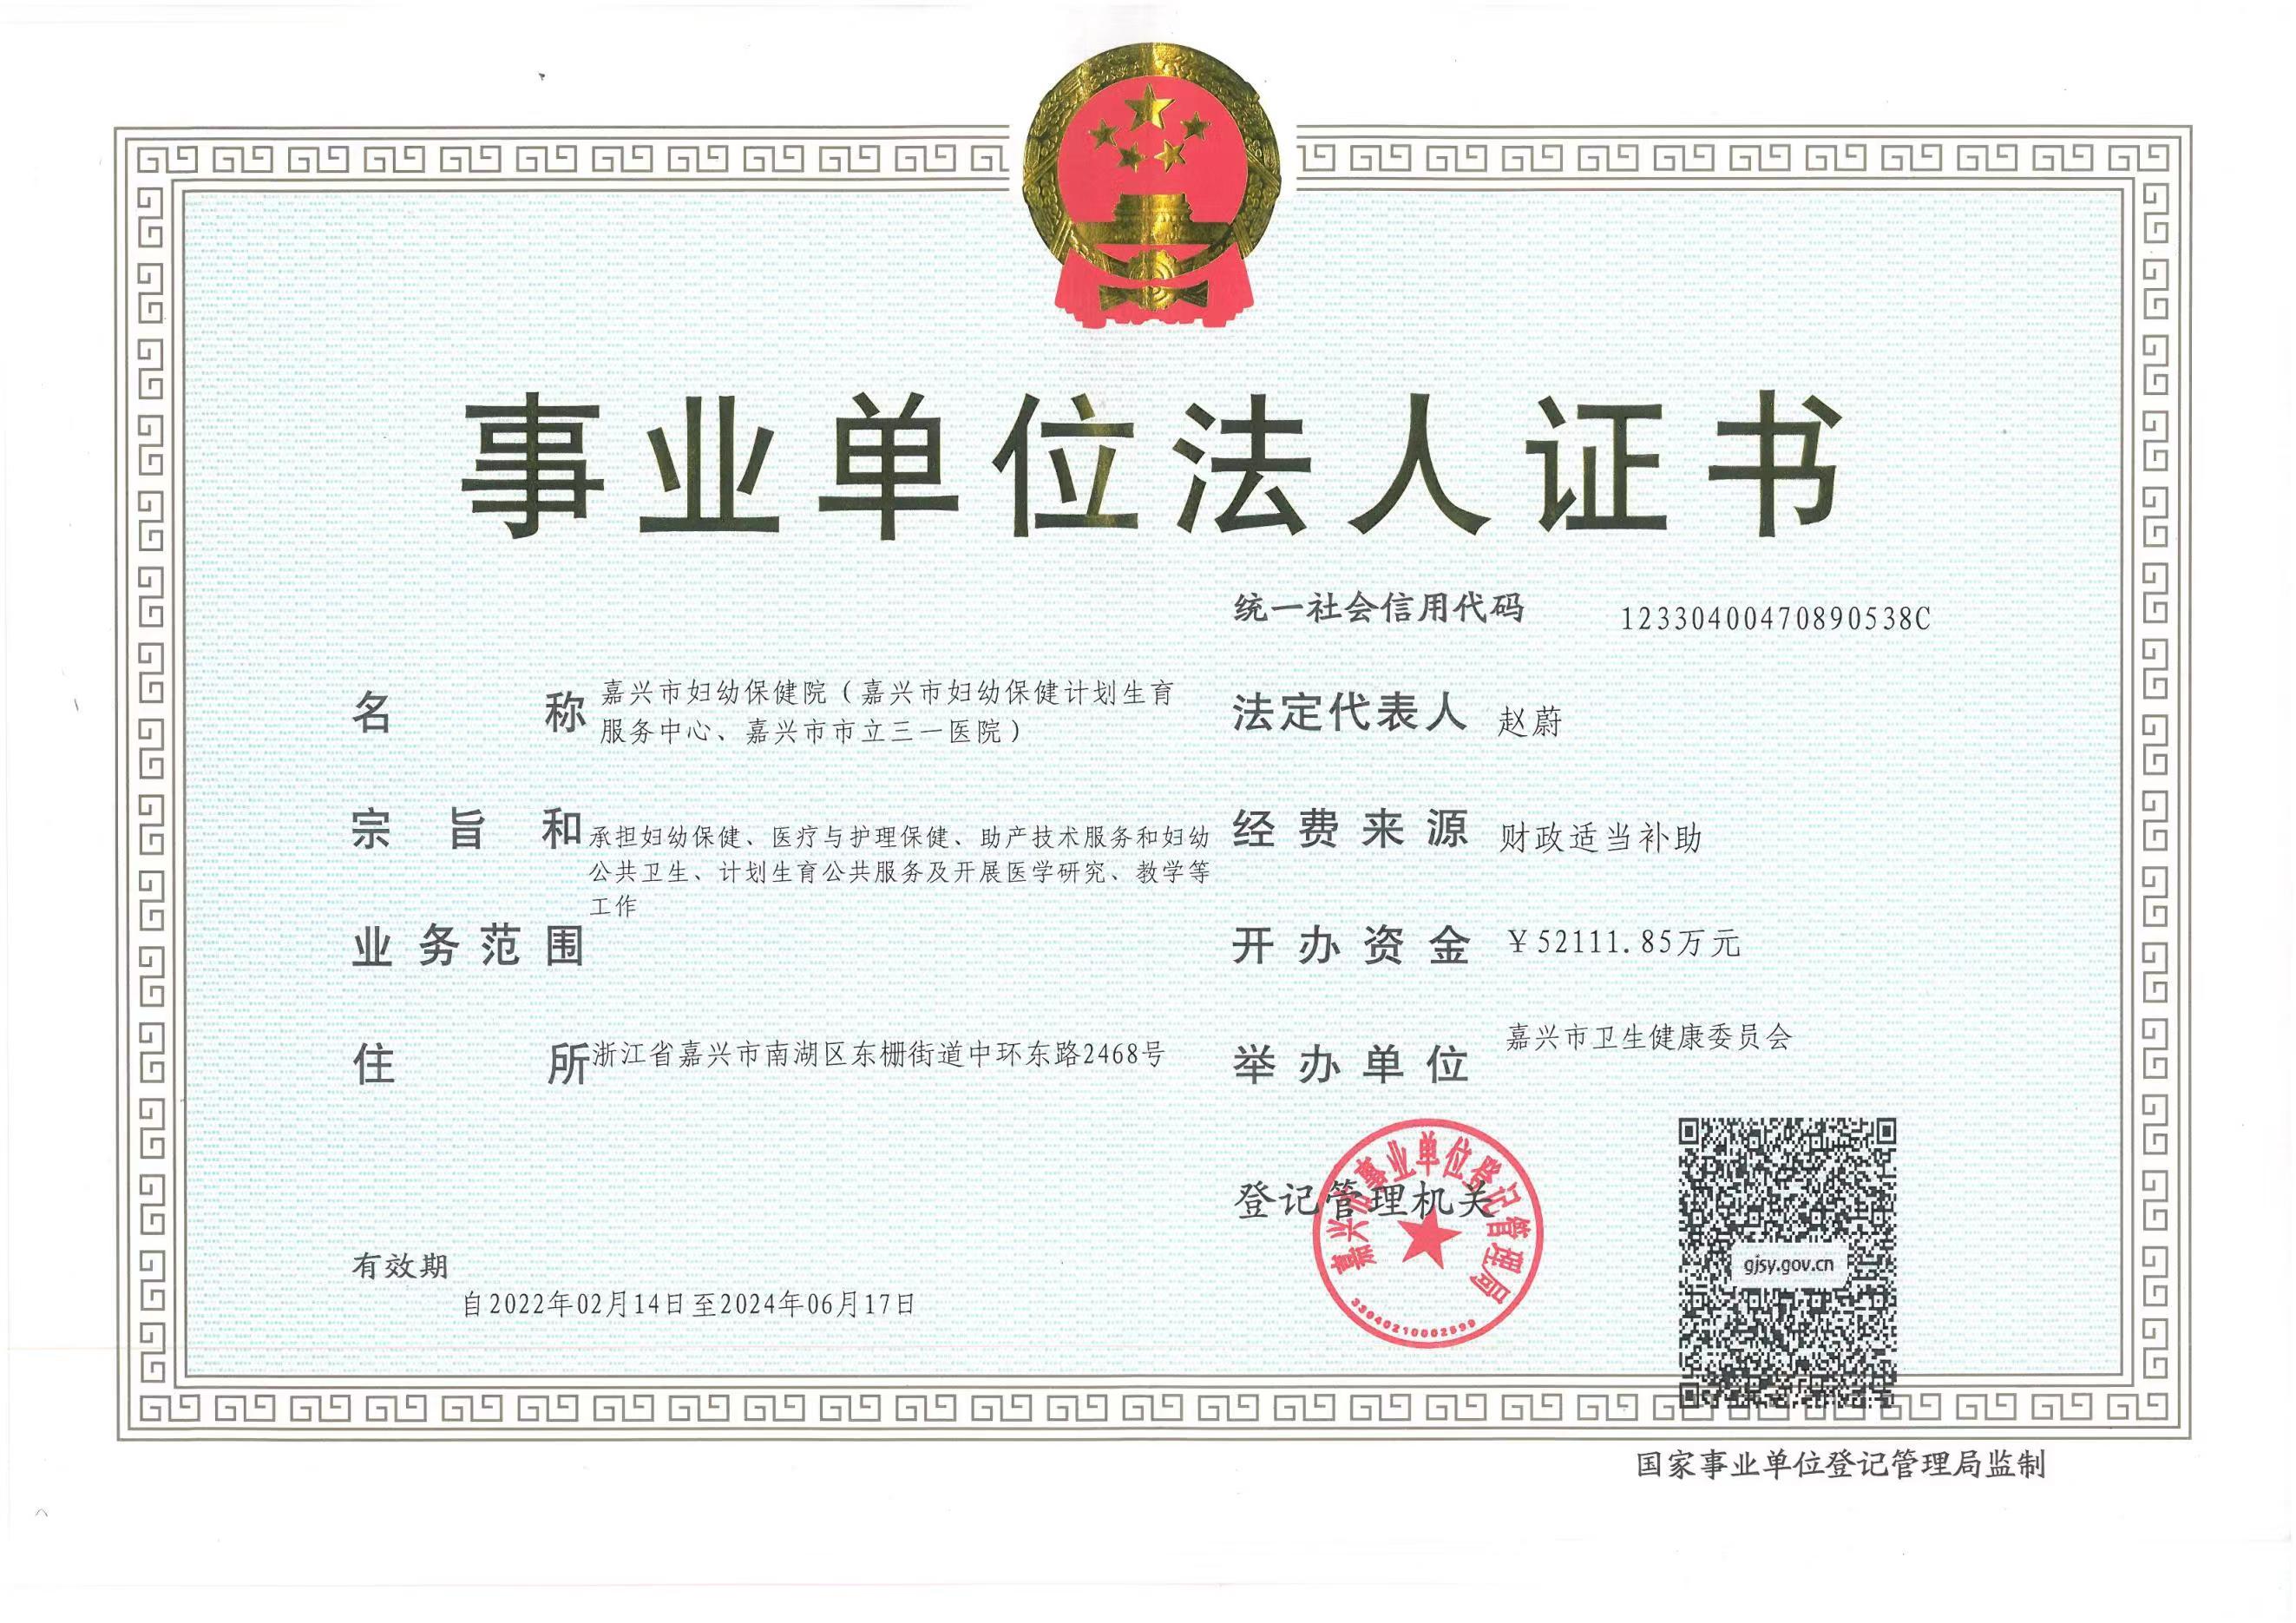 事业单位法人证书
统一社会信用代码 12330400470890538C
名称 嘉兴市妇幼保健院（嘉兴市妇幼保健计划生育
服务中心、嘉兴市市立三一医院）
法定代表人 赵蔚
宗旨和
业务范围
承担妇幼保健、医疗与护理保健、助产技术服务和妇幼
公共卫生、计划生育公共服务及开展医学研究、教学等
工作
经费来源 财政适当补助
开办资金 ￥52111.85万元
住所 浙江省嘉兴市南湖区东栅街道中环东路2468号
举办单位 嘉兴市卫生健康委员会
登记管理机关
嘉兴市事业单位登记管理局
33040210002599
gjsy.gov.cn
有效期
自2022年02月14日至2024年06月17日
国家事业单位登记管理局监制